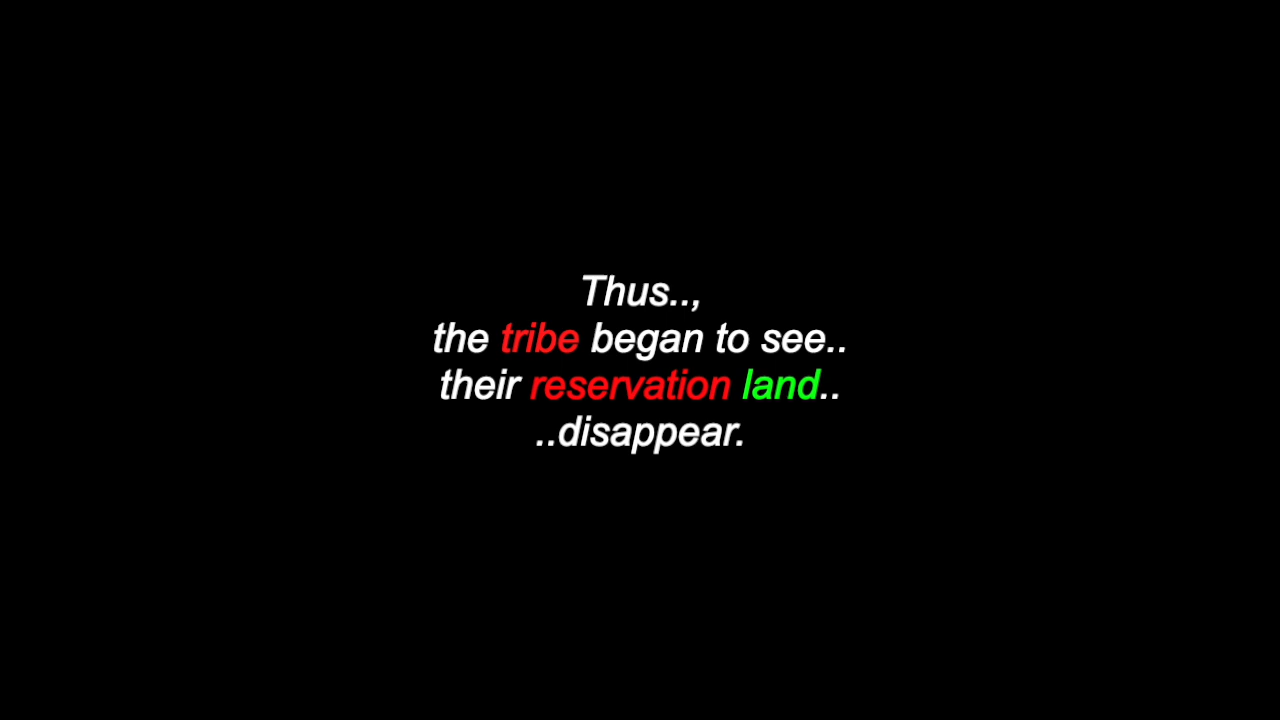 Thus..,
the tribe began to see..
their reservation land..
..disappear.